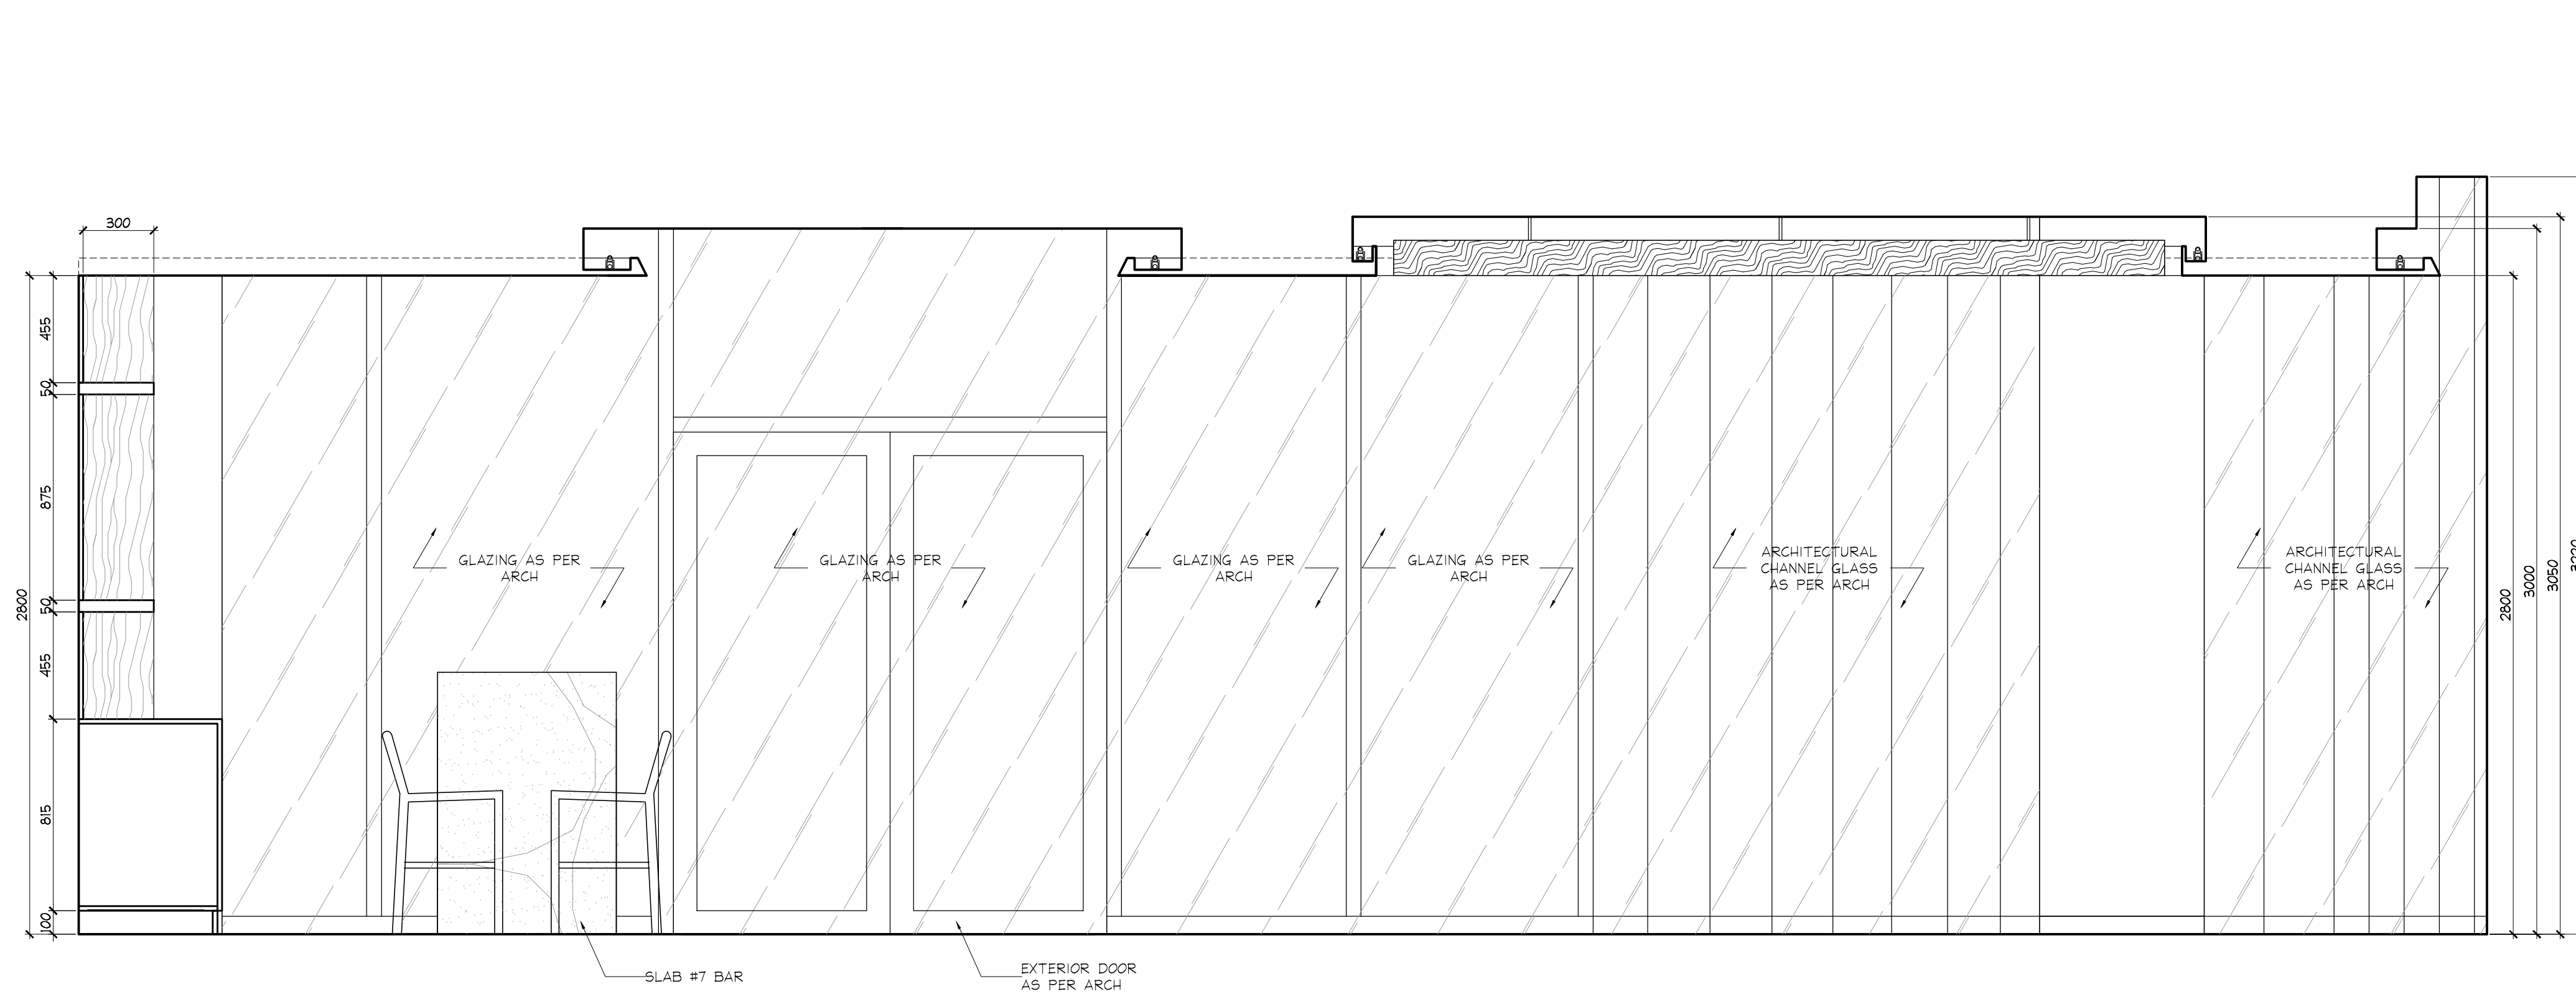 300
455
50
875
50
455
815
100
2800
GLAZING AS PER
ARCH
GLAZING AS PER
ARCH
GLAZING AS PER
ARCH
GLAZING AS PER
ARCH
ARCHITECTURAL
CHANNEL GLASS
AS PER ARCH
ARCHITECTURAL
CHANNEL GLASS
AS PER ARCH
2800
3000
3050
SLAB #7 BAR
EXTERIOR DOOR
AS PER ARCH